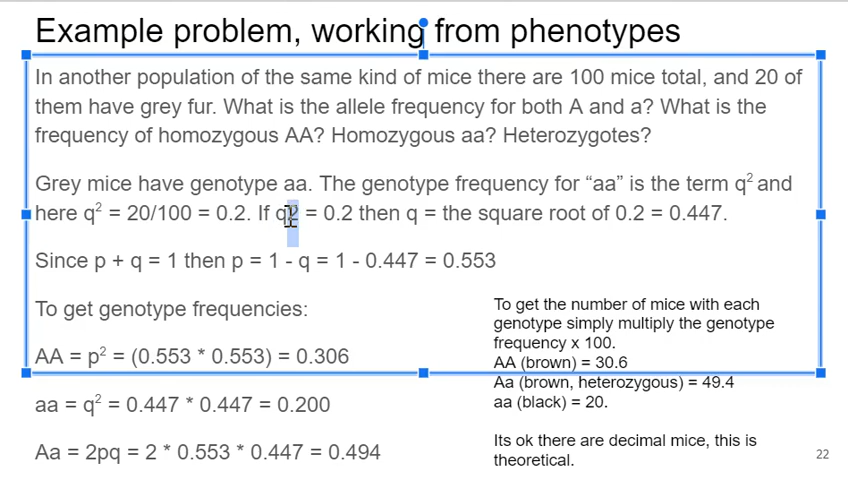 Example problem, working from phenotypes
In another population of the same kind of mice there are 100 mice total, and 20 of
them have grey fur. What is the allele frequency for both A and a? What is the
frequency of homozygous AA? Homozygous aa? Heterozygotes?
Grey mice have genotype aa. The genotype frequency for “aa” is the term q² and
here q² = 20/100 = 0.2. If q2 = 0.2 then q = the square root of 0.2 = 0.447.
Since p + q = 1 then p = 1 - q = 1 - 0.447 = 0.553
To get genotype frequencies:
AA = p² = (0.553 * 0.553) = 0.306
aa = q² = 0.447 * 0.447 = 0.200
Aa = 2pq = 2 * 0.553 * 0.447 = 0.494
To get the number of mice with each
genotype simply multiply the genotype
frequency x 100.
AA (brown) = 30.6
Aa (brown, heterozygous) = 49.4
aa (black) = 20.
Its ok there are decimal mice, this is
theoretical.
22